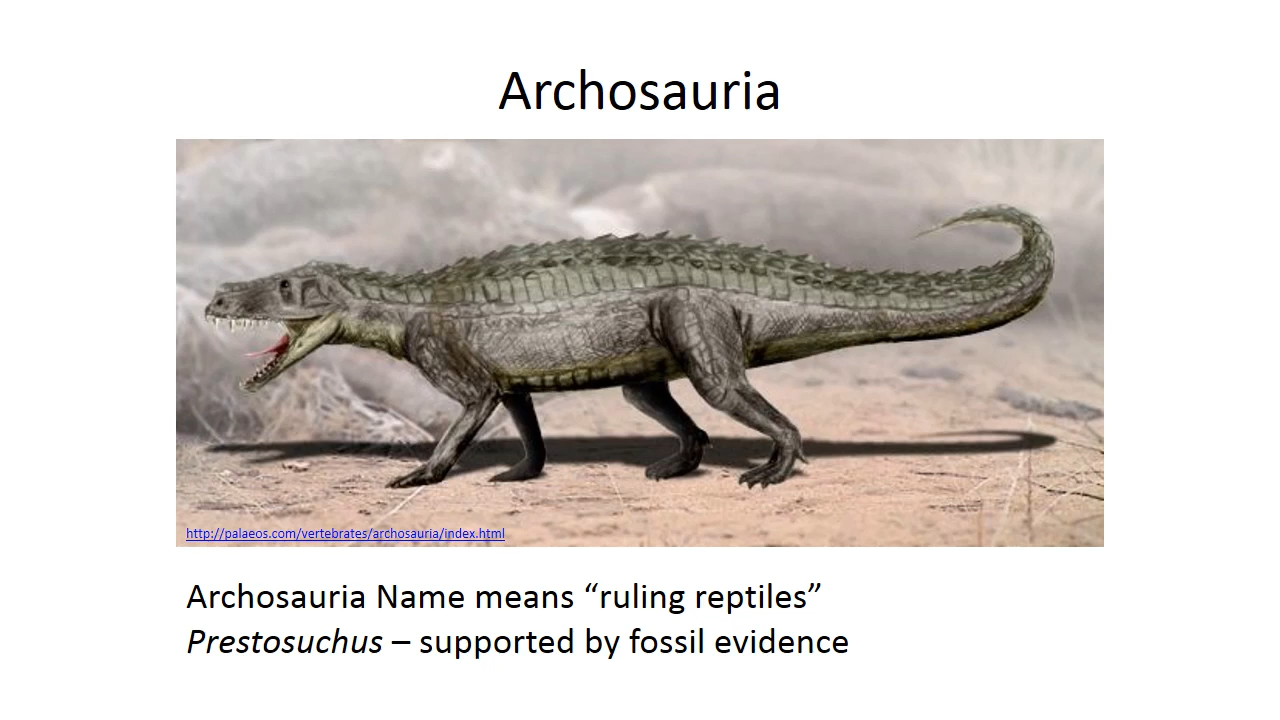 Archosauria
http://palaeos.com/vertebrates/archosauria/index.html
Archosauria Name means “ruling reptiles”
Prestosuchus – supported by fossil evidence